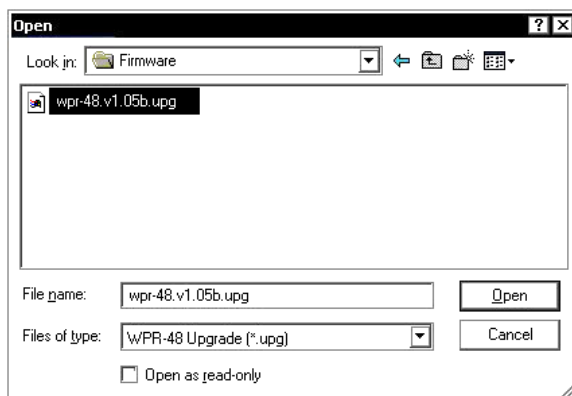 Open
Look in: Firmware
wpr-48.v1.05b.upg
File name: wpr-48.v1.05b.upg Open
Files of type: WPR-48 Upgrade (*.upg) Cancel
Open as read-only